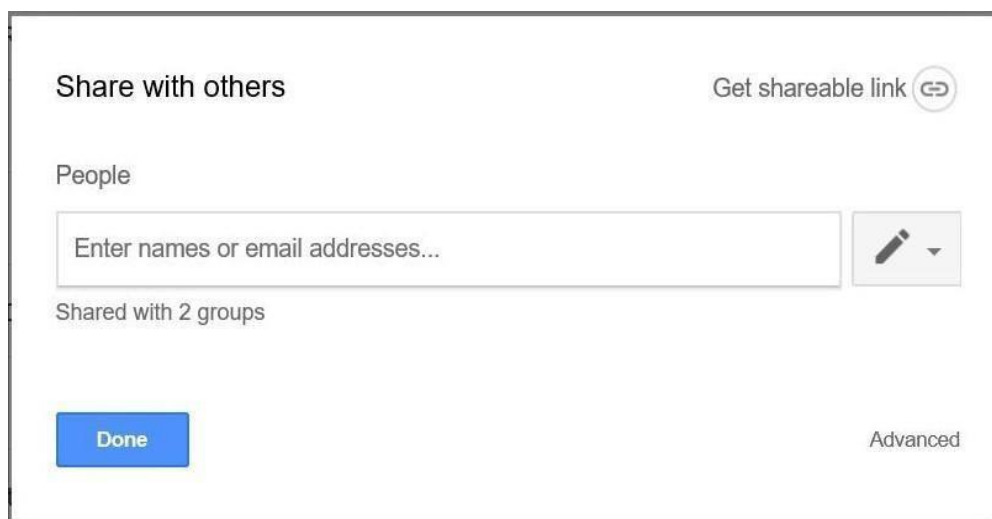 Share with others
Get shareable link
People
Enter names or email addresses...
Shared with 2 groups
Done
Advanced